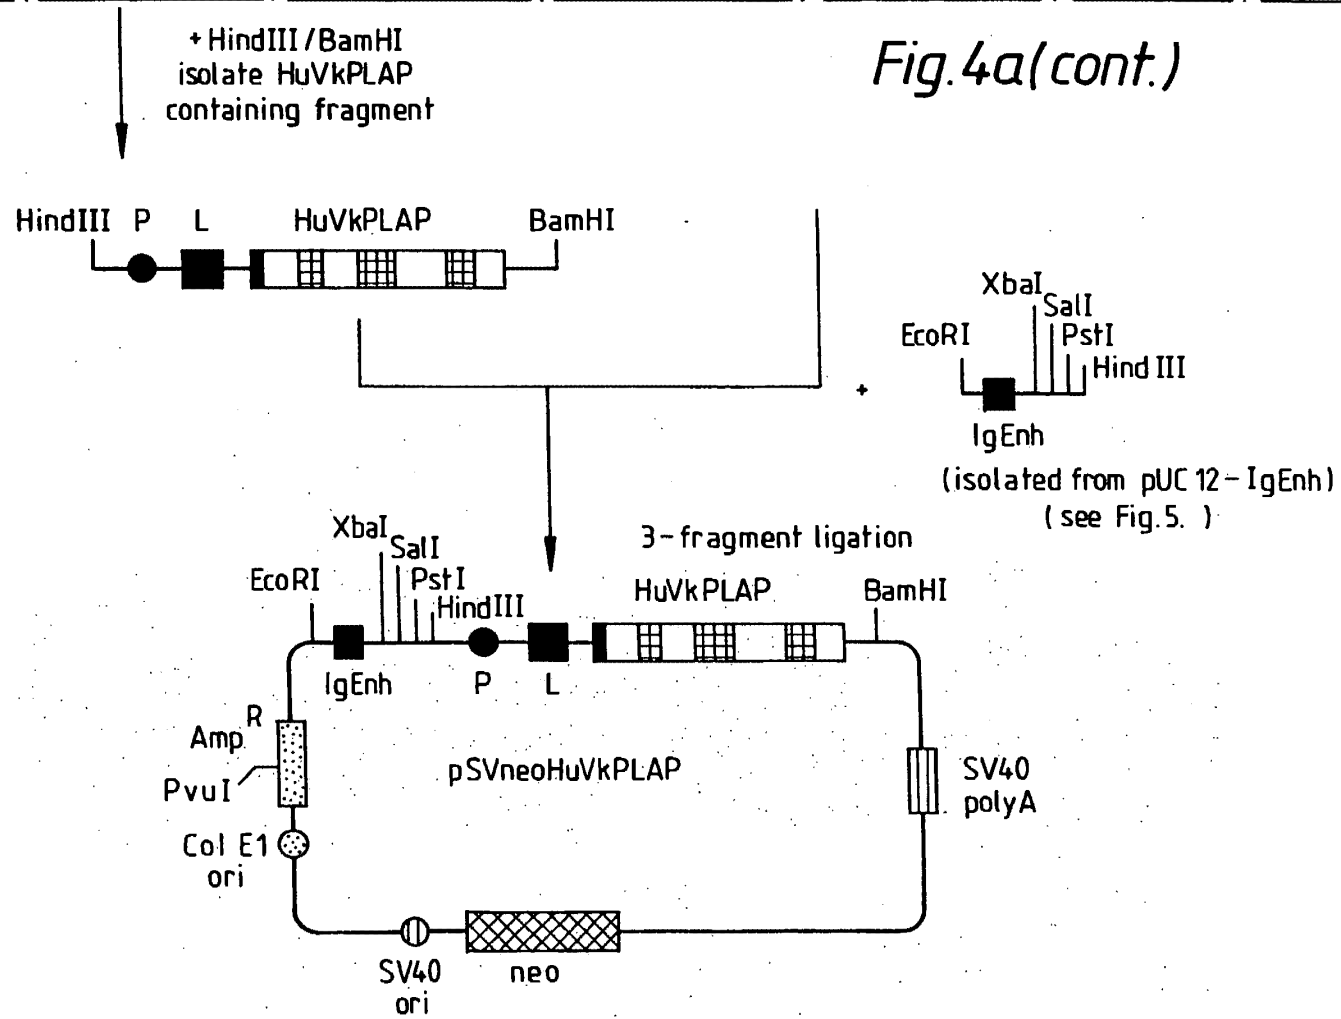 + HindIII/BamHI
isolate HuVkPLAP
containing fragment
Fig.4a(cont.)
HindIII P L HuVkPLAP BamHI
XbaI
SalI
EcoRI PstI
Hind III
+
IgEnh
(isolated from pUC 12-IgEnh)
(see Fig.5. )
3-fragment ligation
XbaI
SalI
EcoRI PstI HuVkPLAP BamHI
HindIII
IgEnh P L
Amp R
PvuI
pSVneoHuVkPLAP
SV40
polyA
Col E1
ori
SV40
ori
neo